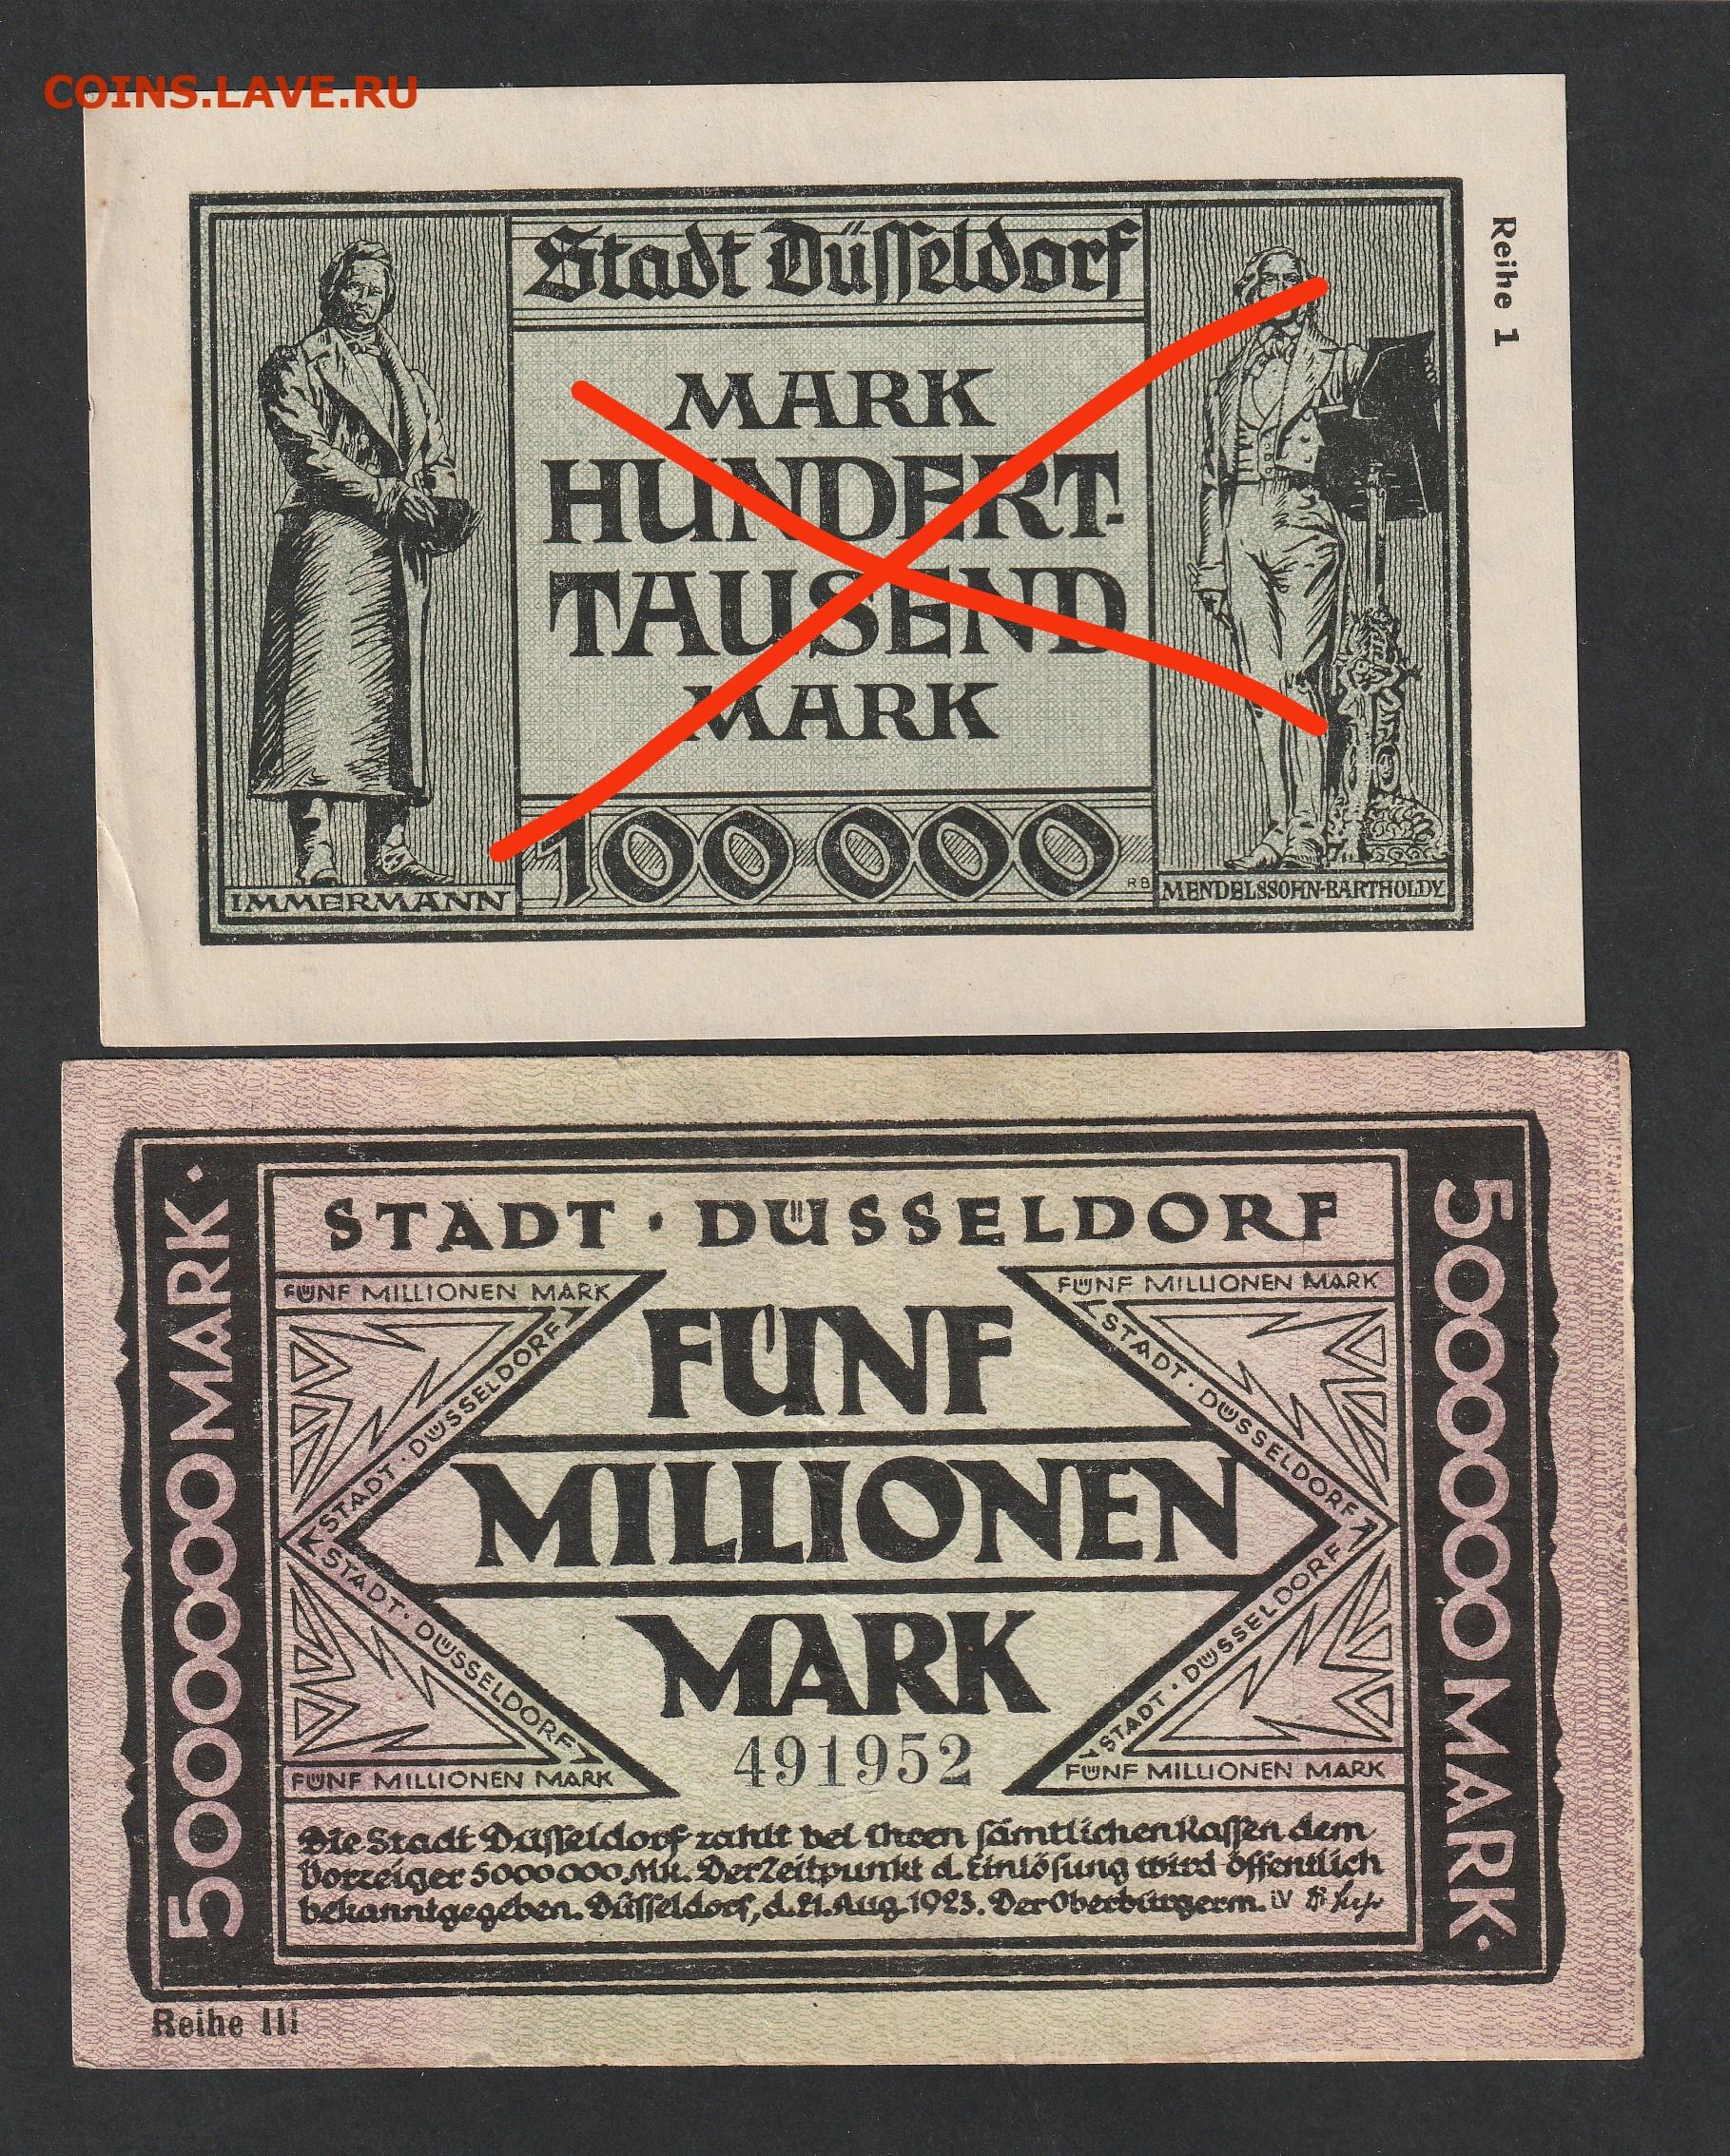 COINS.LAVE.RU
Stadt Düsseldorf
MARK
HUNDERT-
TAUSEND
MARK
100 000
IMMERMANN
RB
MENDELSSOHN-BARTHOLDY
Reihe 1
5000000 MARK·
STADT · DÜSSELDORF
5000000 MARK·
FÜNF MILLIONEN MARK
FÜNF MILLIONEN MARK
STADT · DÜSSELDORF
STADT · DÜSSELDORF
FÜNF
MILLIONEN
MARK
STADT · DÜSSELDORF
STADT · DÜSSELDORF
491952
FÜNF MILLIONEN MARK
FÜNF MILLIONEN MARK
Die Stadt Düsseldorf zahlt bei ihren sämtlichen Kassen dem
Vorzeiger 5000000 Mk. Der Zeitpunkt d. Einlösung wird öffentlich
bekanntgegeben. Düsseldorf, d. 21. Aug. 1923. Der Oberbürgerm. IV
Reihe III